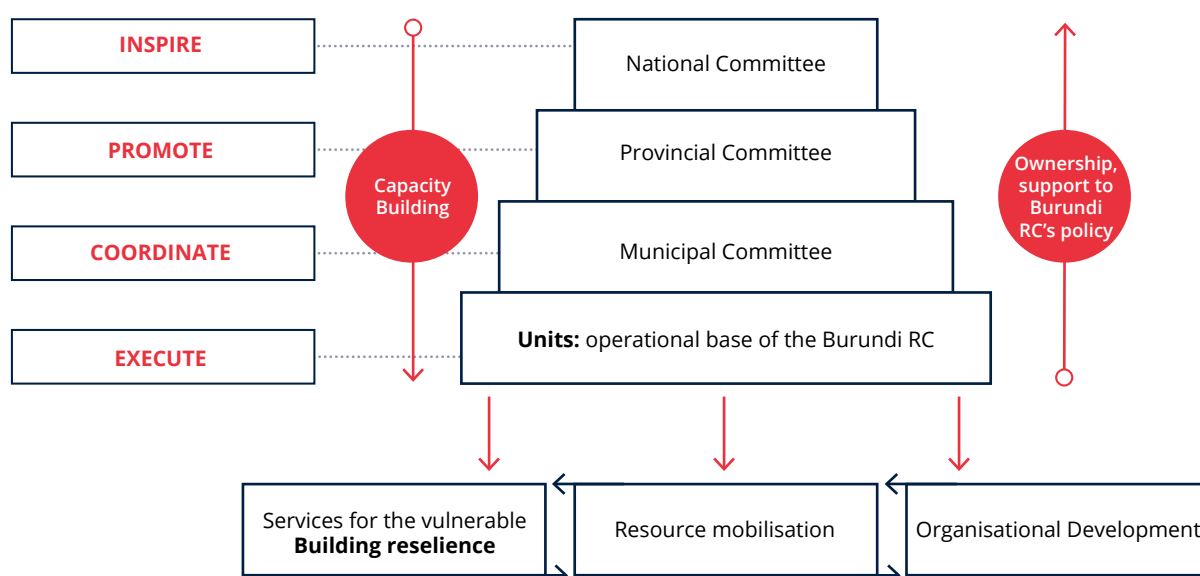 INSPIRE
National Committee
PROMOTE
Provincial Committee
Capacity
Building
Ownership,
support to
Burundi
RC's policy
COORDINATE
Municipal Committee
EXECUTE
Units: operational base of the Burundi RC
Services for the vulnerable
Building reselience
Resource mobilisation
Organisational Development